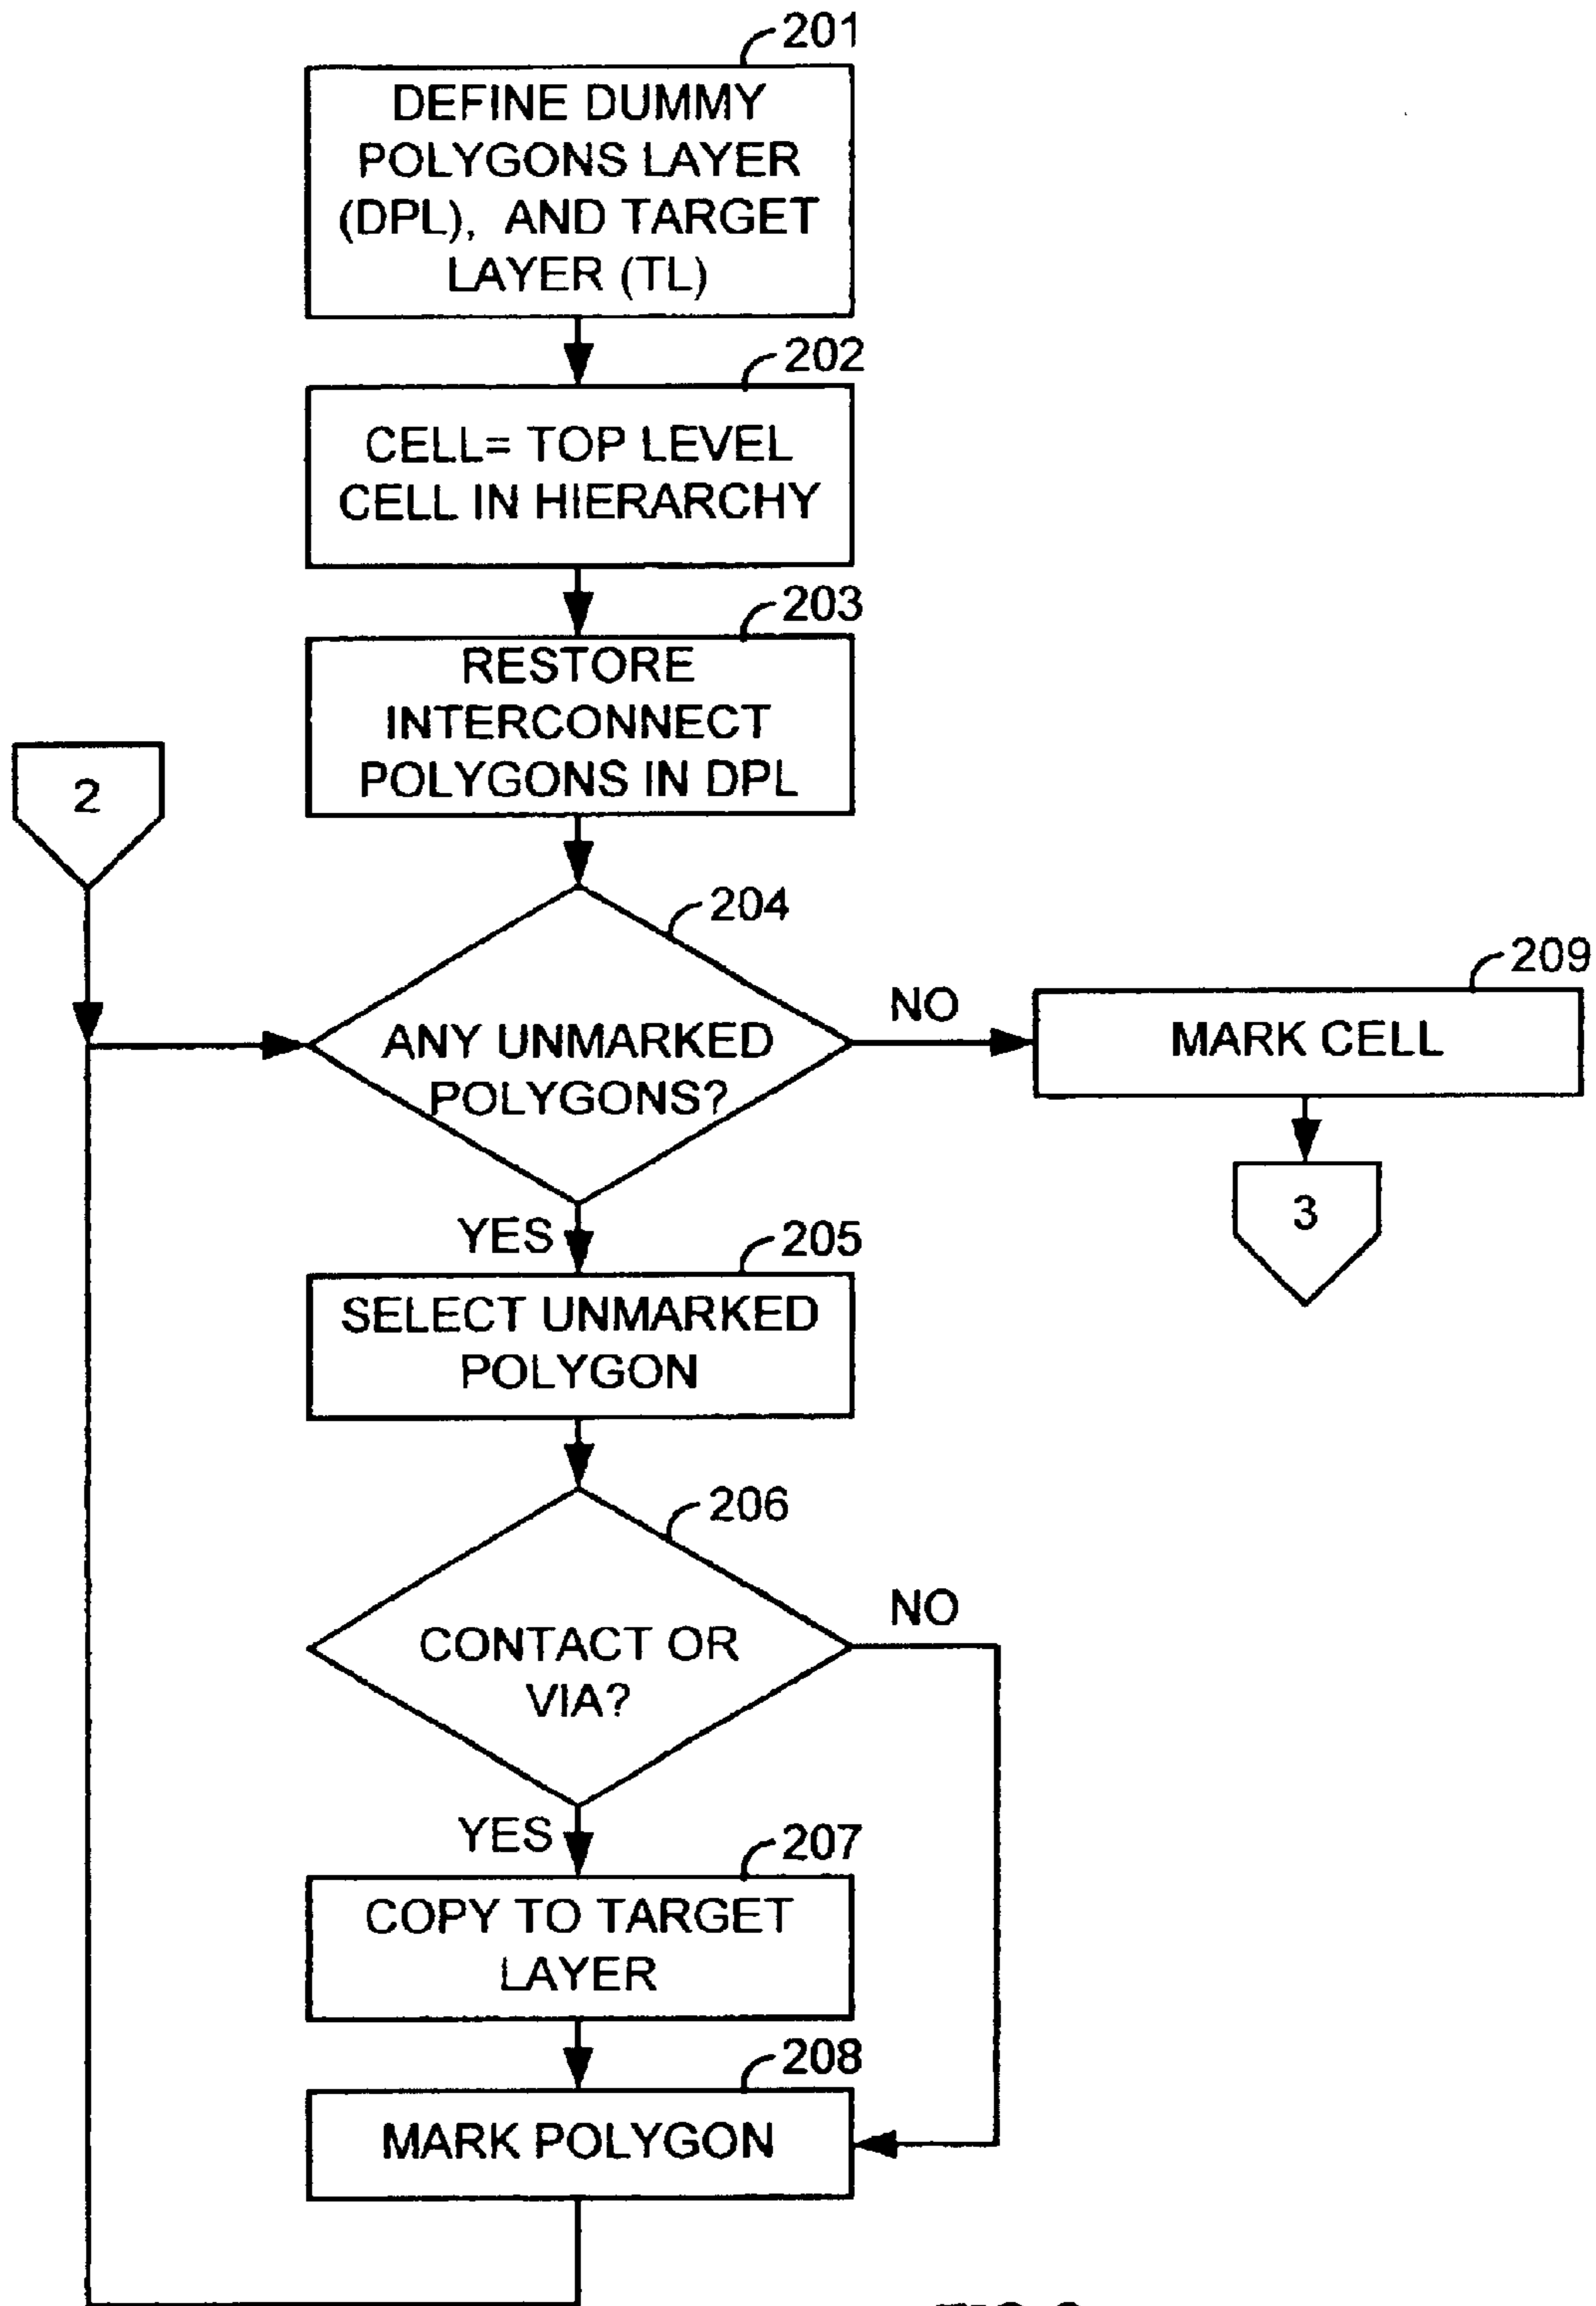 201
DEFINE DUMMY
POLYGONS LAYER
(DPL), AND TARGET
LAYER (TL)
202
CELL= TOP LEVEL
CELL IN HIERARCHY
203
RESTORE
INTERCONNECT
POLYGONS IN DPL
2
204
ANY UNMARKED
POLYGONS?
NO
209
MARK CELL
3
YES
205
SELECT UNMARKED
POLYGON
206
CONTACT OR
VIA?
NO
YES
207
COPY TO TARGET
LAYER
208
MARK POLYGON